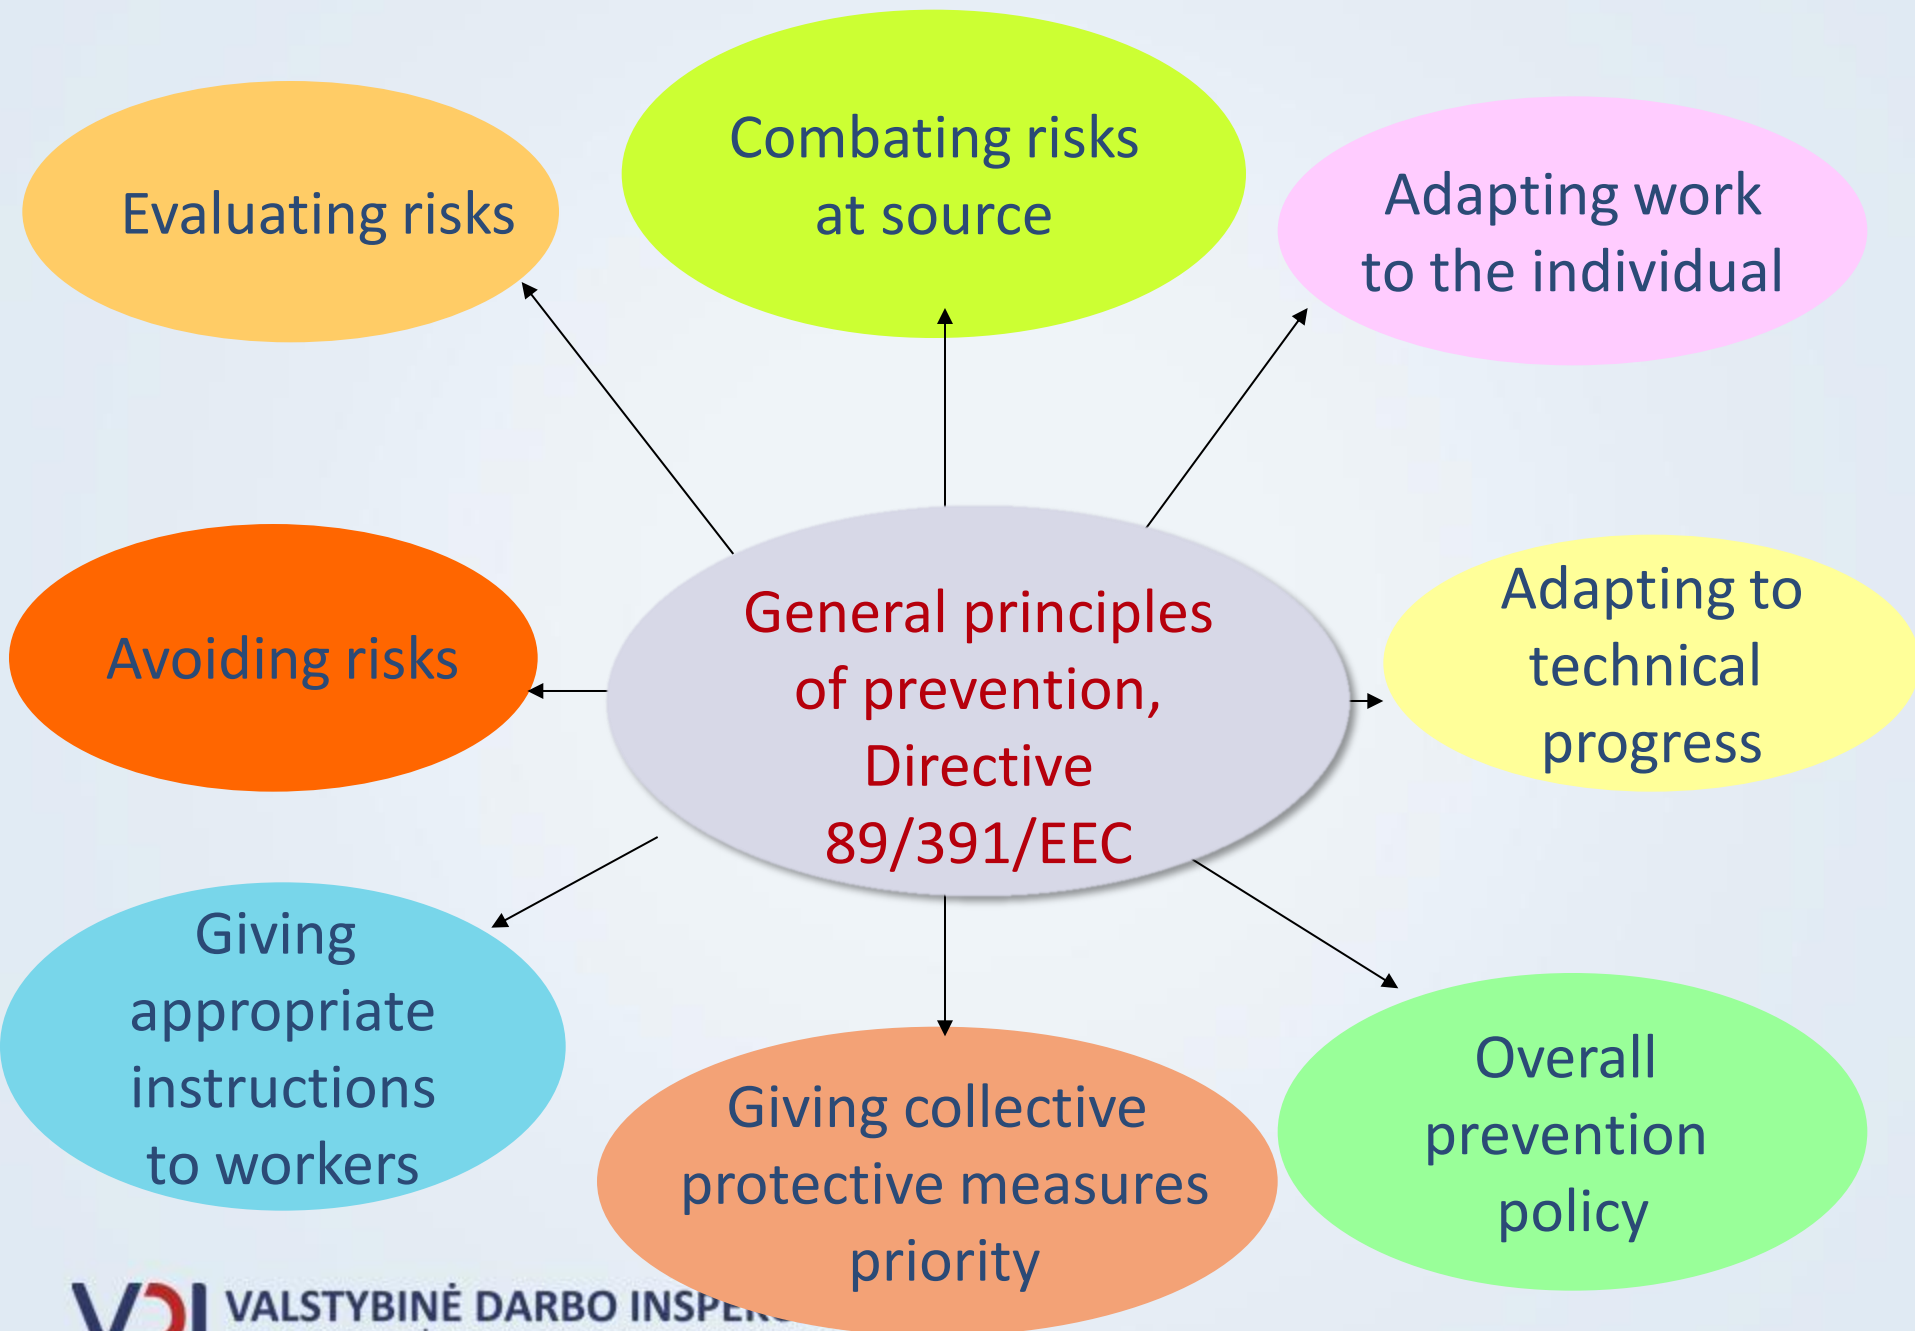 Evaluating risks
Combating risks
at source
Adapting work
to the individual
Avoiding risks
General principles
of prevention,
Directive
89/391/EEC
Adapting to
technical
progress
Giving
appropriate
instructions
to workers
Giving collective
protective measures
priority
Overall
prevention
policy
VDI
VALSTYBINĖ DARBO